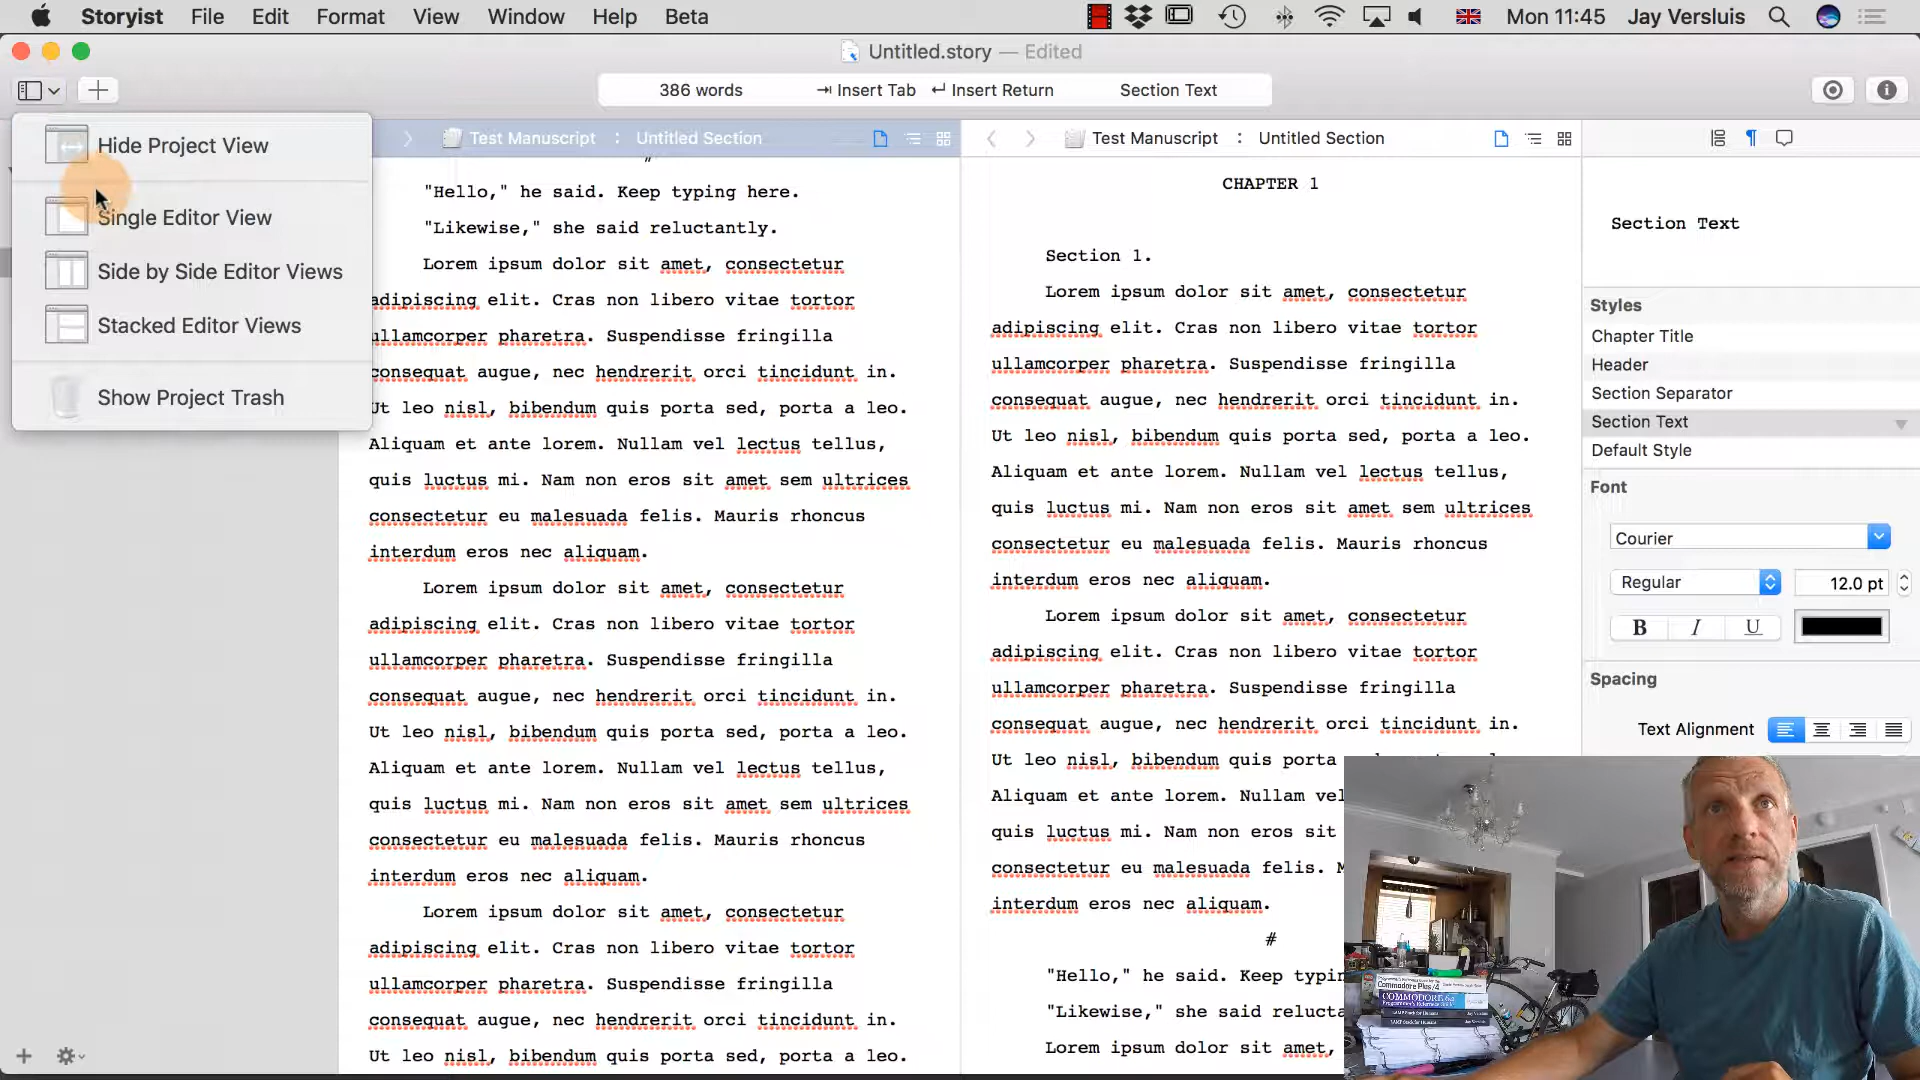 Storyist File Edit Format View Window Help Beta Mon 11:45 Jay Versluis
Untitled.story — Edited
386 words ⇥ Insert Tab ↵ Insert Return Section Text
Hide Project View
Single Editor View
Side by Side Editor Views
Stacked Editor Views
Show Project Trash
Test Manuscript : Untitled Section
#
"Hello," he said. Keep typing here.
"Likewise," she said reluctantly.
Lorem ipsum dolor sit amet, consectetur
adipiscing elit. Cras non libero vitae tortor
ullamcorper pharetra. Suspendisse fringilla
consequat augue, nec hendrerit orci tincidunt in.
Ut leo nisl, bibendum quis porta sed, porta a leo.
Aliquam et ante lorem. Nullam vel lectus tellus,
quis luctus mi. Nam non eros sit amet sem ultrices
consectetur eu malesuada felis. Mauris rhoncus
interdum eros nec aliquam.
Lorem ipsum dolor sit amet, consectetur
adipiscing elit. Cras non libero vitae tortor
ullamcorper pharetra. Suspendisse fringilla
consequat augue, nec hendrerit orci tincidunt in.
Ut leo nisl, bibendum quis porta sed, porta a leo.
Aliquam et ante lorem. Nullam vel lectus tellus,
quis luctus mi. Nam non eros sit amet sem ultrices
consectetur eu malesuada felis. Mauris rhoncus
interdum eros nec aliquam.
Lorem ipsum dolor sit amet, consectetur
adipiscing elit. Cras non libero vitae tortor
ullamcorper pharetra. Suspendisse fringilla
consequat augue, nec hendrerit orci tincidunt in.
Ut leo nisl, bibendum quis porta sed, porta a leo.
Test Manuscript : Untitled Section
CHAPTER 1
Section 1.
Lorem ipsum dolor sit amet, consectetur
adipiscing elit. Cras non libero vitae tortor
ullamcorper pharetra. Suspendisse fringilla
consequat augue, nec hendrerit orci tincidunt in.
Ut leo nisl, bibendum quis porta sed, porta a leo.
Aliquam et ante lorem. Nullam vel lectus tellus,
quis luctus mi. Nam non eros sit amet sem ultrices
consectetur eu malesuada felis. Mauris rhoncus
interdum eros nec aliquam.
Lorem ipsum dolor sit amet, consectetur
adipiscing elit. Cras non libero vitae tortor
ullamcorper pharetra. Suspendisse fringilla
consequat augue, nec hendrerit orci tincidunt in.
Ut leo nisl, bibendum quis porta
Aliquam et ante lorem. Nullam vel
quis luctus mi. Nam non eros sit
consectetur eu malesuada felis. M
interdum eros nec aliquam.
#
"Hello," he said. Keep typin
"Likewise," she said relucta
Lorem ipsum dolor sit amet,
Section Text
Styles
Chapter Title
Header
Section Separator
Section Text
Default Style
Font
Courier
Regular 12.0 pt
B I U
Spacing
Text Alignment
Commodore Plus/4
COMMODORE 64
LAMP Stack for Humans